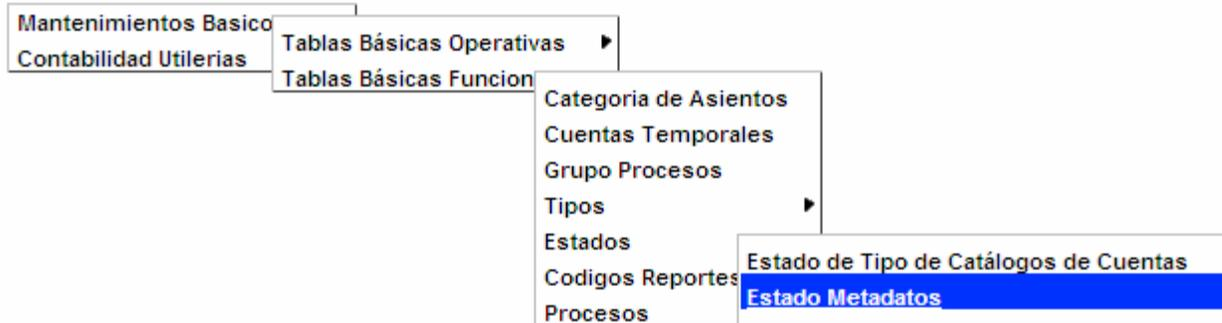 Mantenimientos Basico
Contabilidad Utilerias
Tablas Básicas Operativas
Tablas Básicas Funcion
Categoria de Asientos
Cuentas Temporales
Grupo Procesos
Tipos
Estados
Codigos Reportes
Procesos
Estado de Tipo de Catálogos de Cuentas
Estado Metadatos